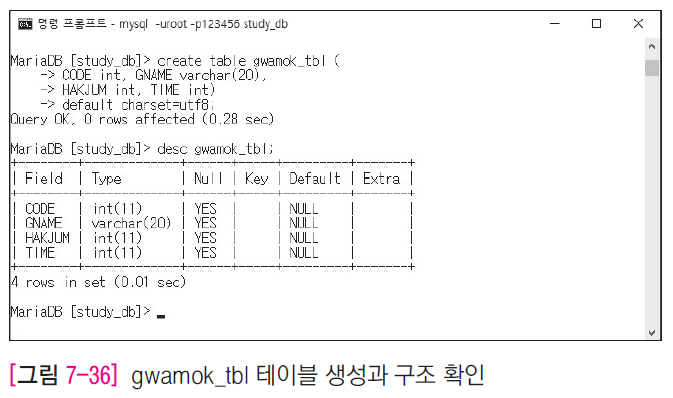 명령 프롬프트 - mysql -uroot -p123456 study_db
MariaDB [study_db]> create table gwamok_tbl (
    -> CODE int, GNAME varchar(20),
    -> HAKJUM int, TIME int)
    -> default charset=utf8;
Query OK, 0 rows affected (0.28 sec)
MariaDB [study_db]> desc gwamok_tbl;
+--------+-------------+------+-----+---------+-------+
| Field  | Type        | Null | Key | Default | Extra |
+--------+-------------+------+-----+---------+-------+
| CODE   | int(11)     | YES  |     | NULL    |       |
| GNAME  | varchar(20) | YES  |     | NULL    |       |
| HAKJUM | int(11)     | YES  |     | NULL    |       |
| TIME   | int(11)     | YES  |     | NULL    |       |
+--------+-------------+------+-----+---------+-------+
4 rows in set (0.01 sec)
MariaDB [study_db]> _
[그림 7-36] gwamok_tbl 테이블 생성과 구조 확인